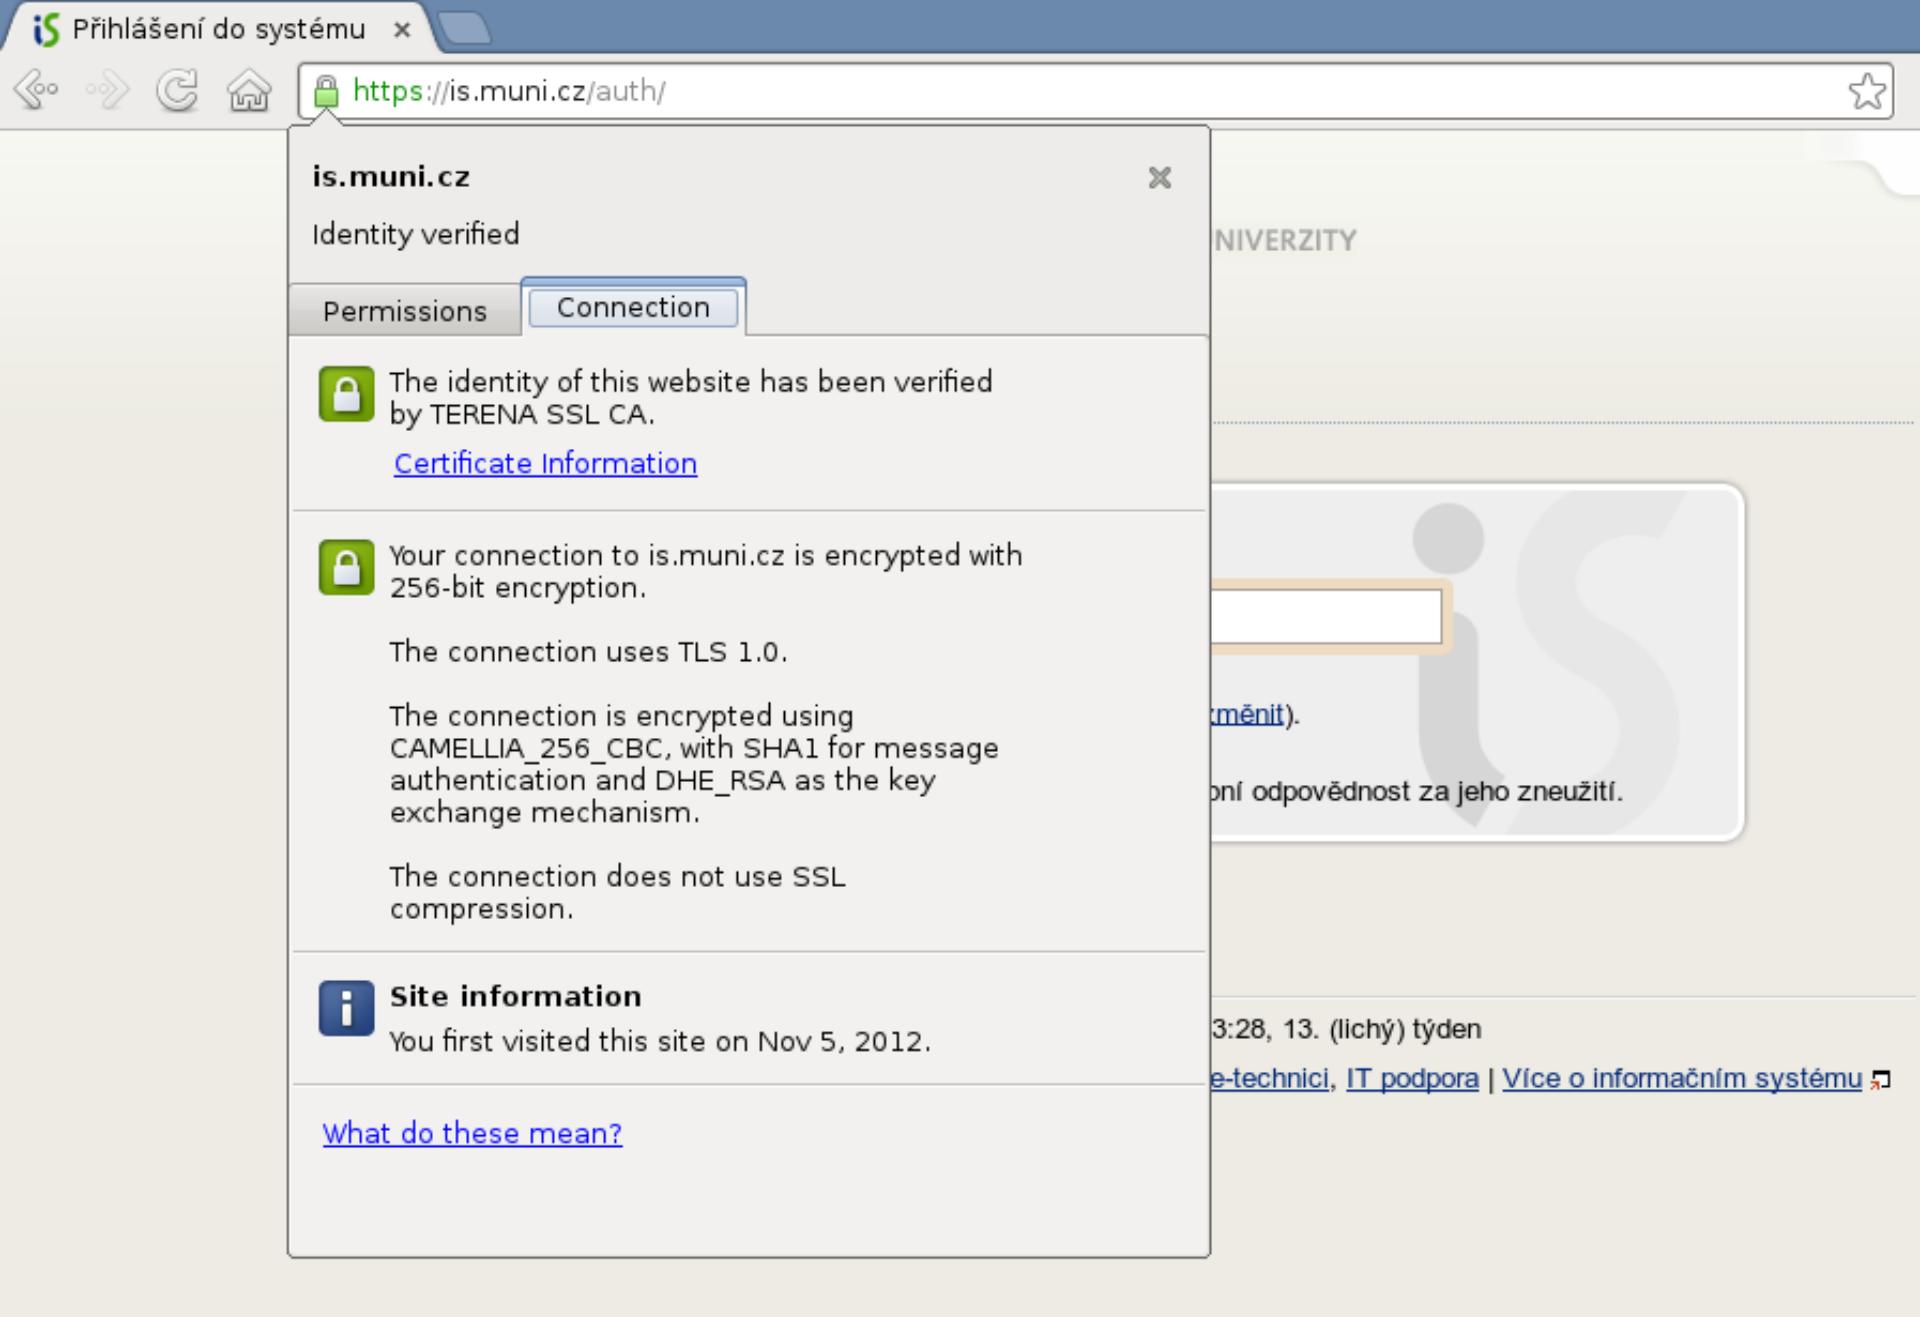 iS Přihlášení do systému
https://is.muni.cz/auth/
is.muni.cz
Identity verified
NIVERZITY
Permissions
Connection
The identity of this website has been verified
by TERENA SSL CA.
Certificate Information
Your connection to is.muni.cz is encrypted with
256-bit encryption.
The connection uses TLS 1.0.
změnit).
The connection is encrypted using
CAMELLIA_256_CBC, with SHA1 for message
authentication and DHE_RSA as the key
exchange mechanism.
odpovědnost za jeho zneužití.
The connection does not use SSL
compression.
Site information
You first visited this site on Nov 5, 2012.
3:28, 13. (lichý) týden
e-technici, IT podpora | Více o informačním systému
What do these mean?